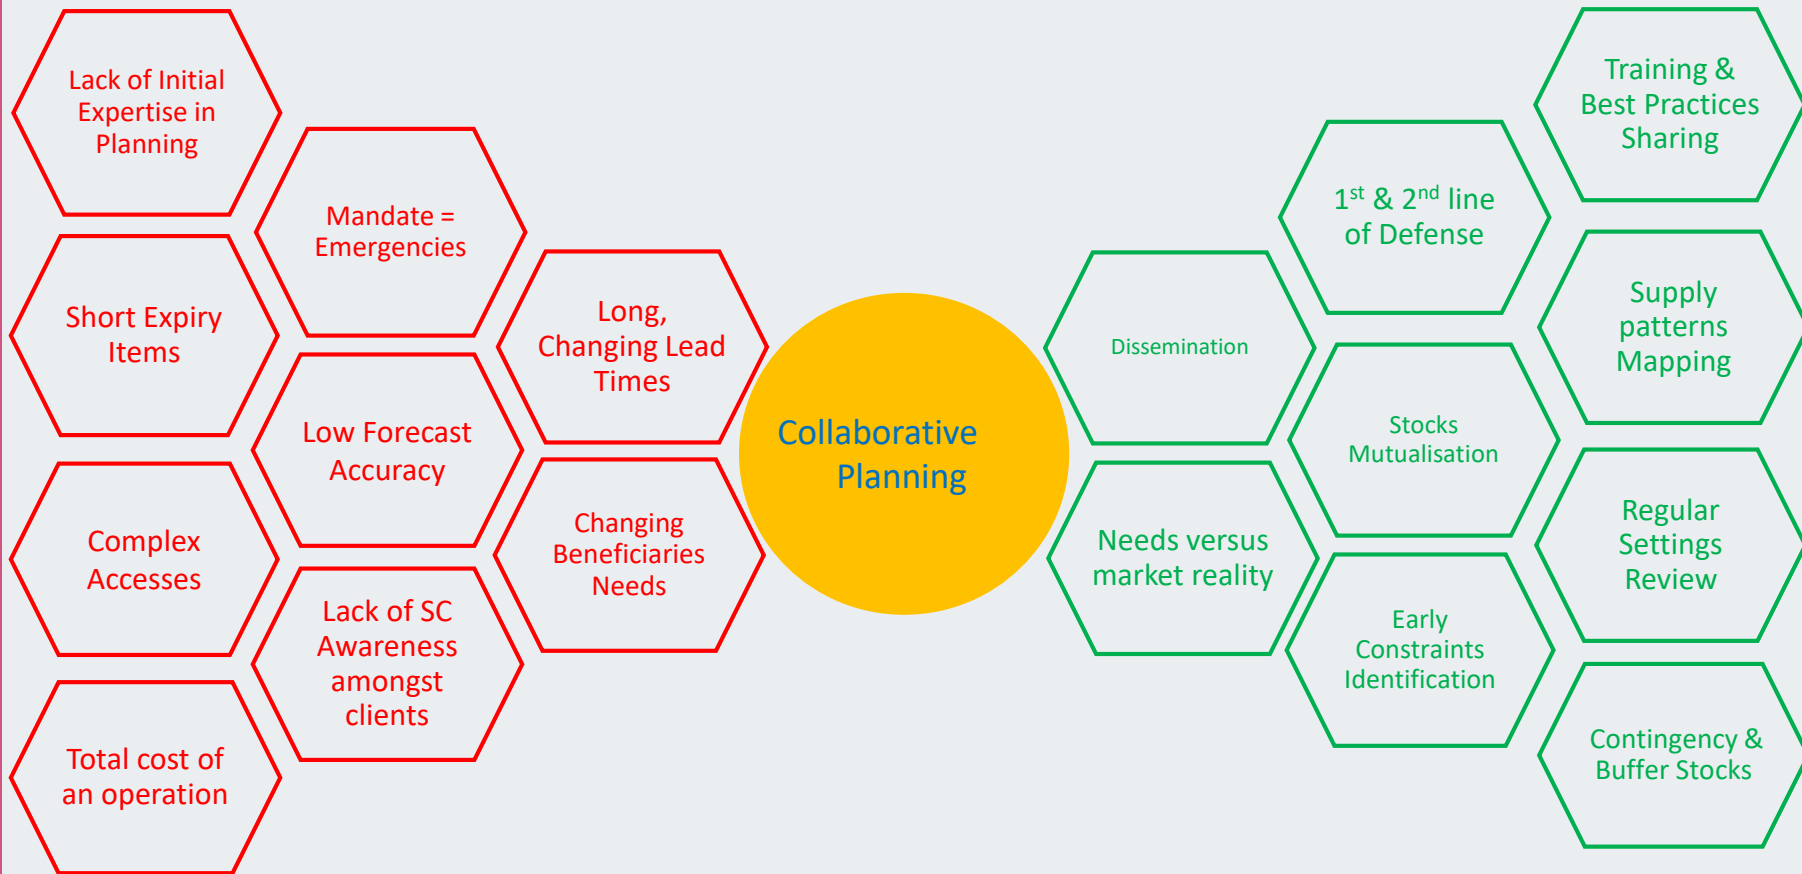 Lack of Initial
Expertise in
Planning
Short Expiry
Items
Complex
Accesses
Total cost of
an operation
Mandate =
Emergencies
Low Forecast
Accuracy
Lack of SC
Awareness
amongst
clients
Long,
Changing Lead
Times
Changing
Beneficiaries
Needs
Collaborative
Planning
Dissemination
Needs versus
market reality
1st & 2nd line
of Defense
Stocks
Mutualisation
Early
Constraints
Identification
Training &
Best Practices
Sharing
Supply
patterns
Mapping
Regular
Settings
Review
Contingency &
Buffer Stocks